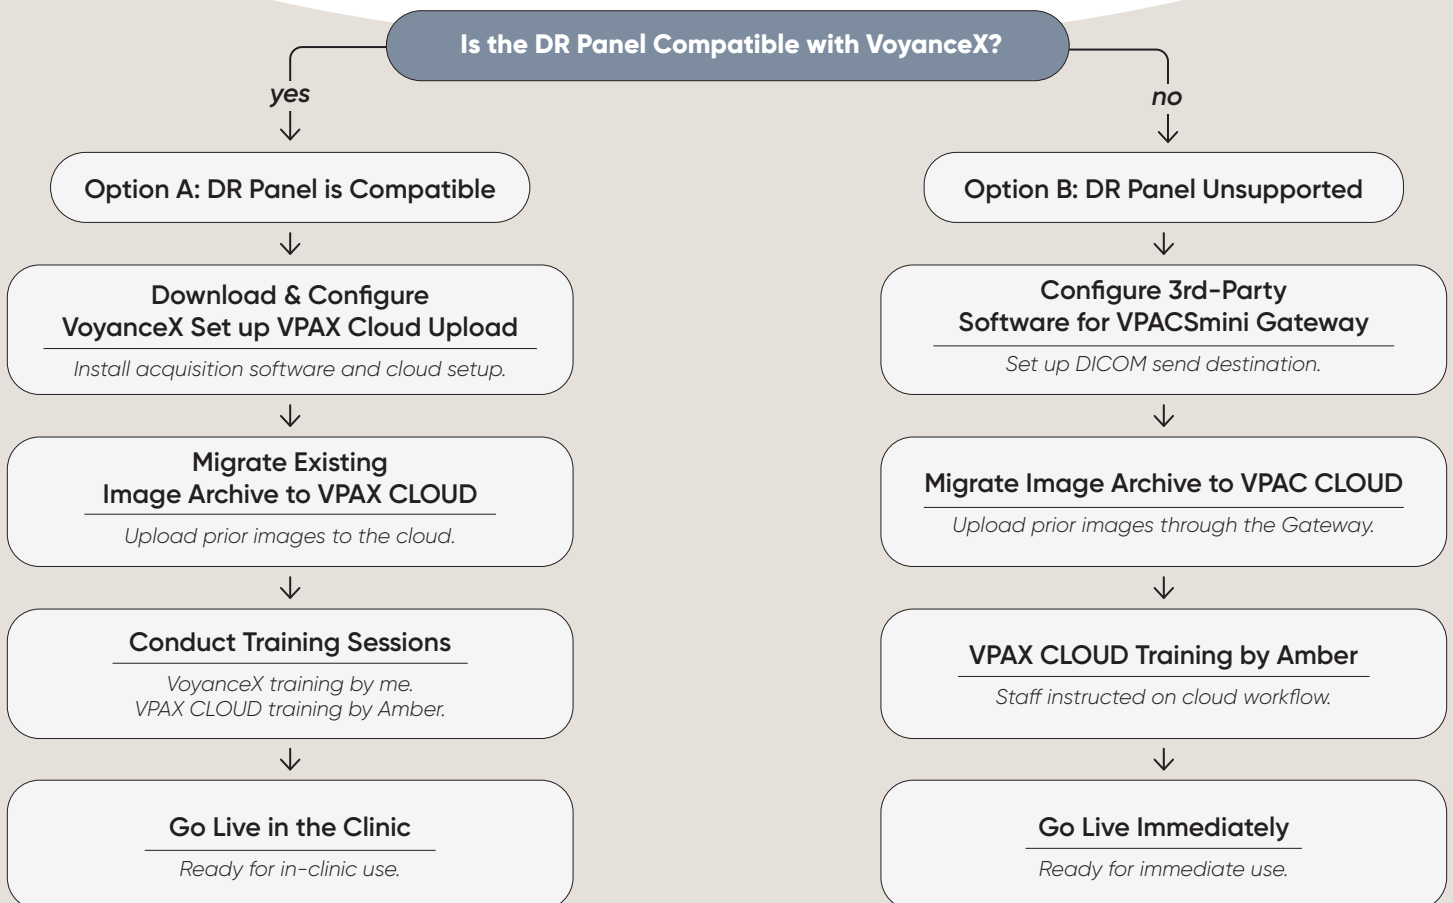 Is the DR Panel Compatible with VoyanceX?
yes
no
Option A: DR Panel is Compatible
Download & Configure
VoyanceX Set up VPAX Cloud Upload
Install acquisition software and cloud setup.
Migrate Existing
Image Archive to VPAX CLOUD
Upload prior images to the cloud.
Conduct Training Sessions
VoyanceX training by me.
VPAX CLOUD training by Amber.
Go Live in the Clinic
Ready for in-clinic use.
Option B: DR Panel Unsupported
Configure 3rd-Party
Software for VPACSmini Gateway
Set up DICOM send destination.
Migrate Image Archive to VPAC CLOUD
Upload prior images through the Gateway.
VPAX CLOUD Training by Amber
Staff instructed on cloud workflow.
Go Live Immediately
Ready for immediate use.